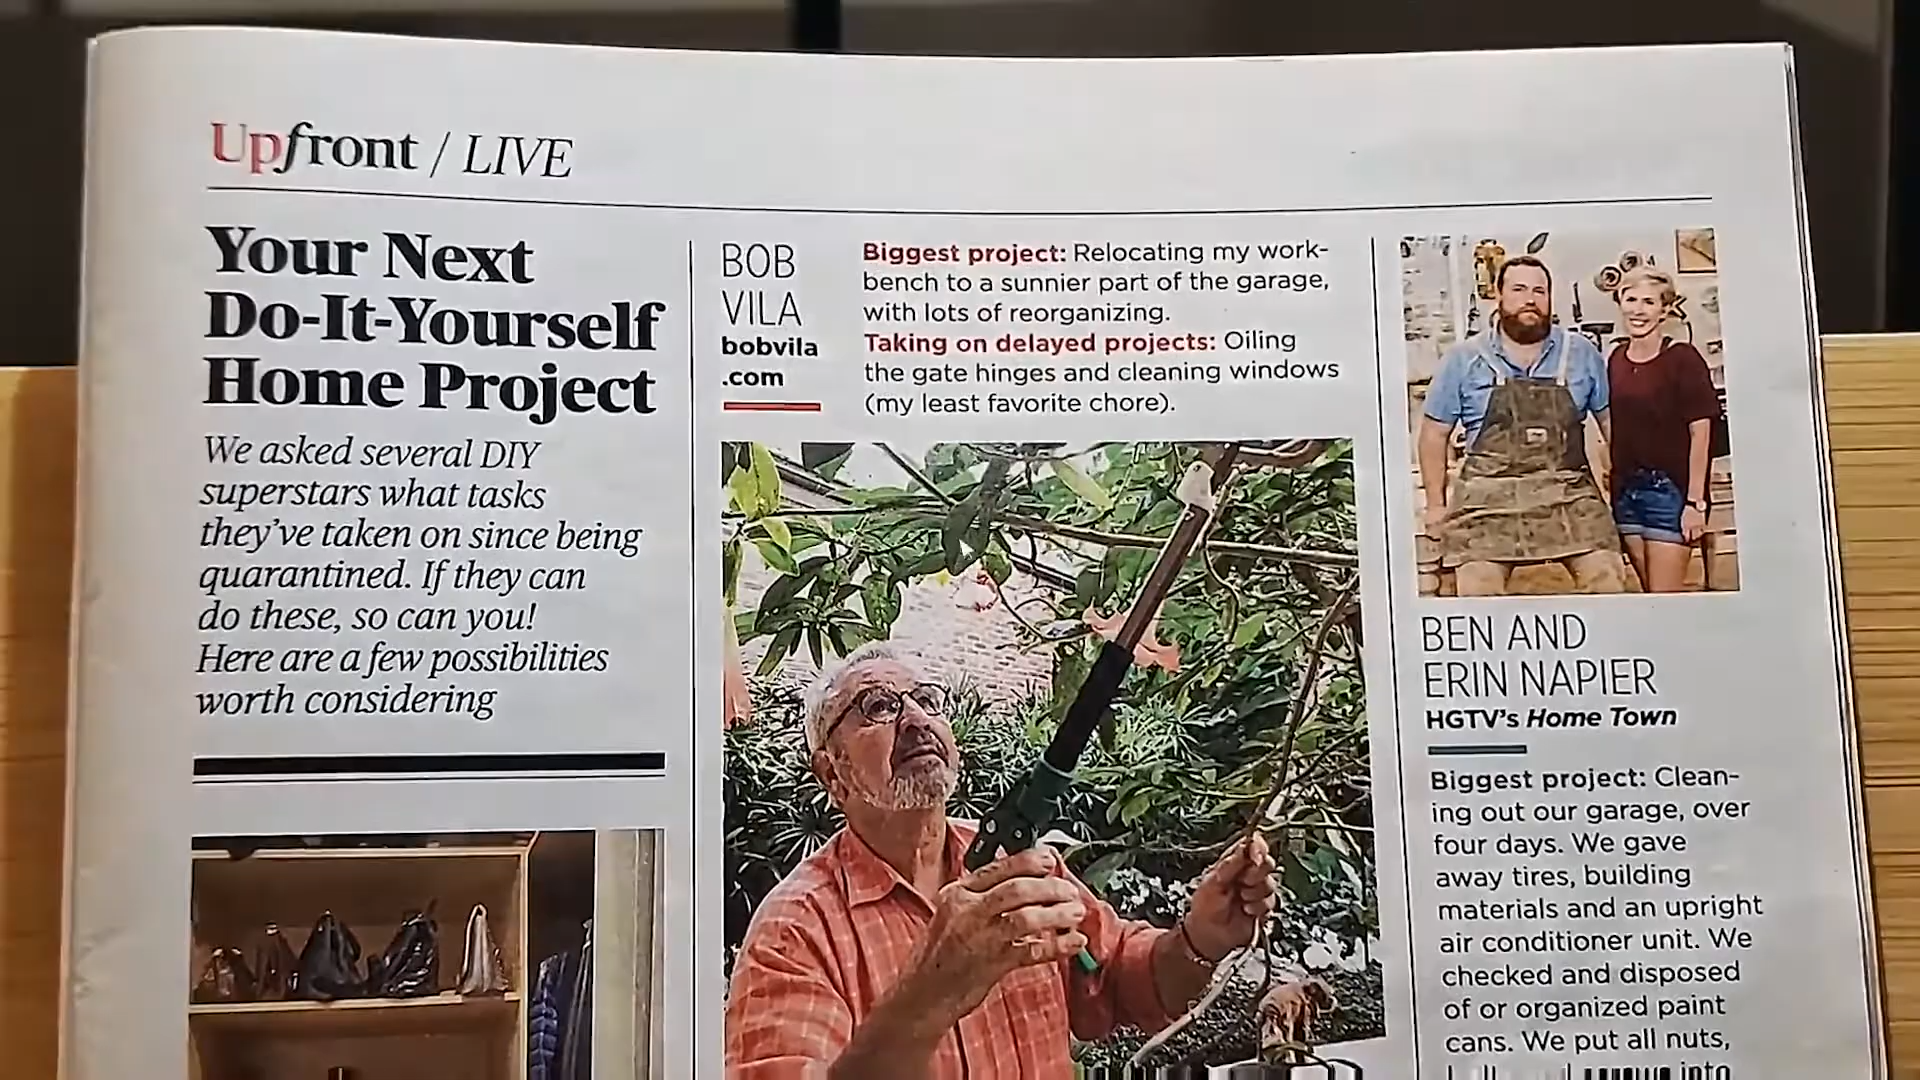 Upfront / LIVE
Your Next
Do-It-Yourself
Home Project
We asked several DIY
superstars what tasks
they've taken on since being
quarantined. If they can
do these, so can you!
Here are a few possibilities
worth considering
BOB
VILA
bobvila
.com
Biggest project: Relocating my work-
bench to a sunnier part of the garage,
with lots of reorganizing.
Taking on delayed projects: Oiling
the gate hinges and cleaning windows
(my least favorite chore).
BEN AND
ERIN NAPIER
HGTV's Home Town
Biggest project: Clean-
ing out our garage, over
four days. We gave
away tires, building
materials and an upright
air conditioner unit. We
checked and disposed
of or organized paint
cans. We put all nuts,
into